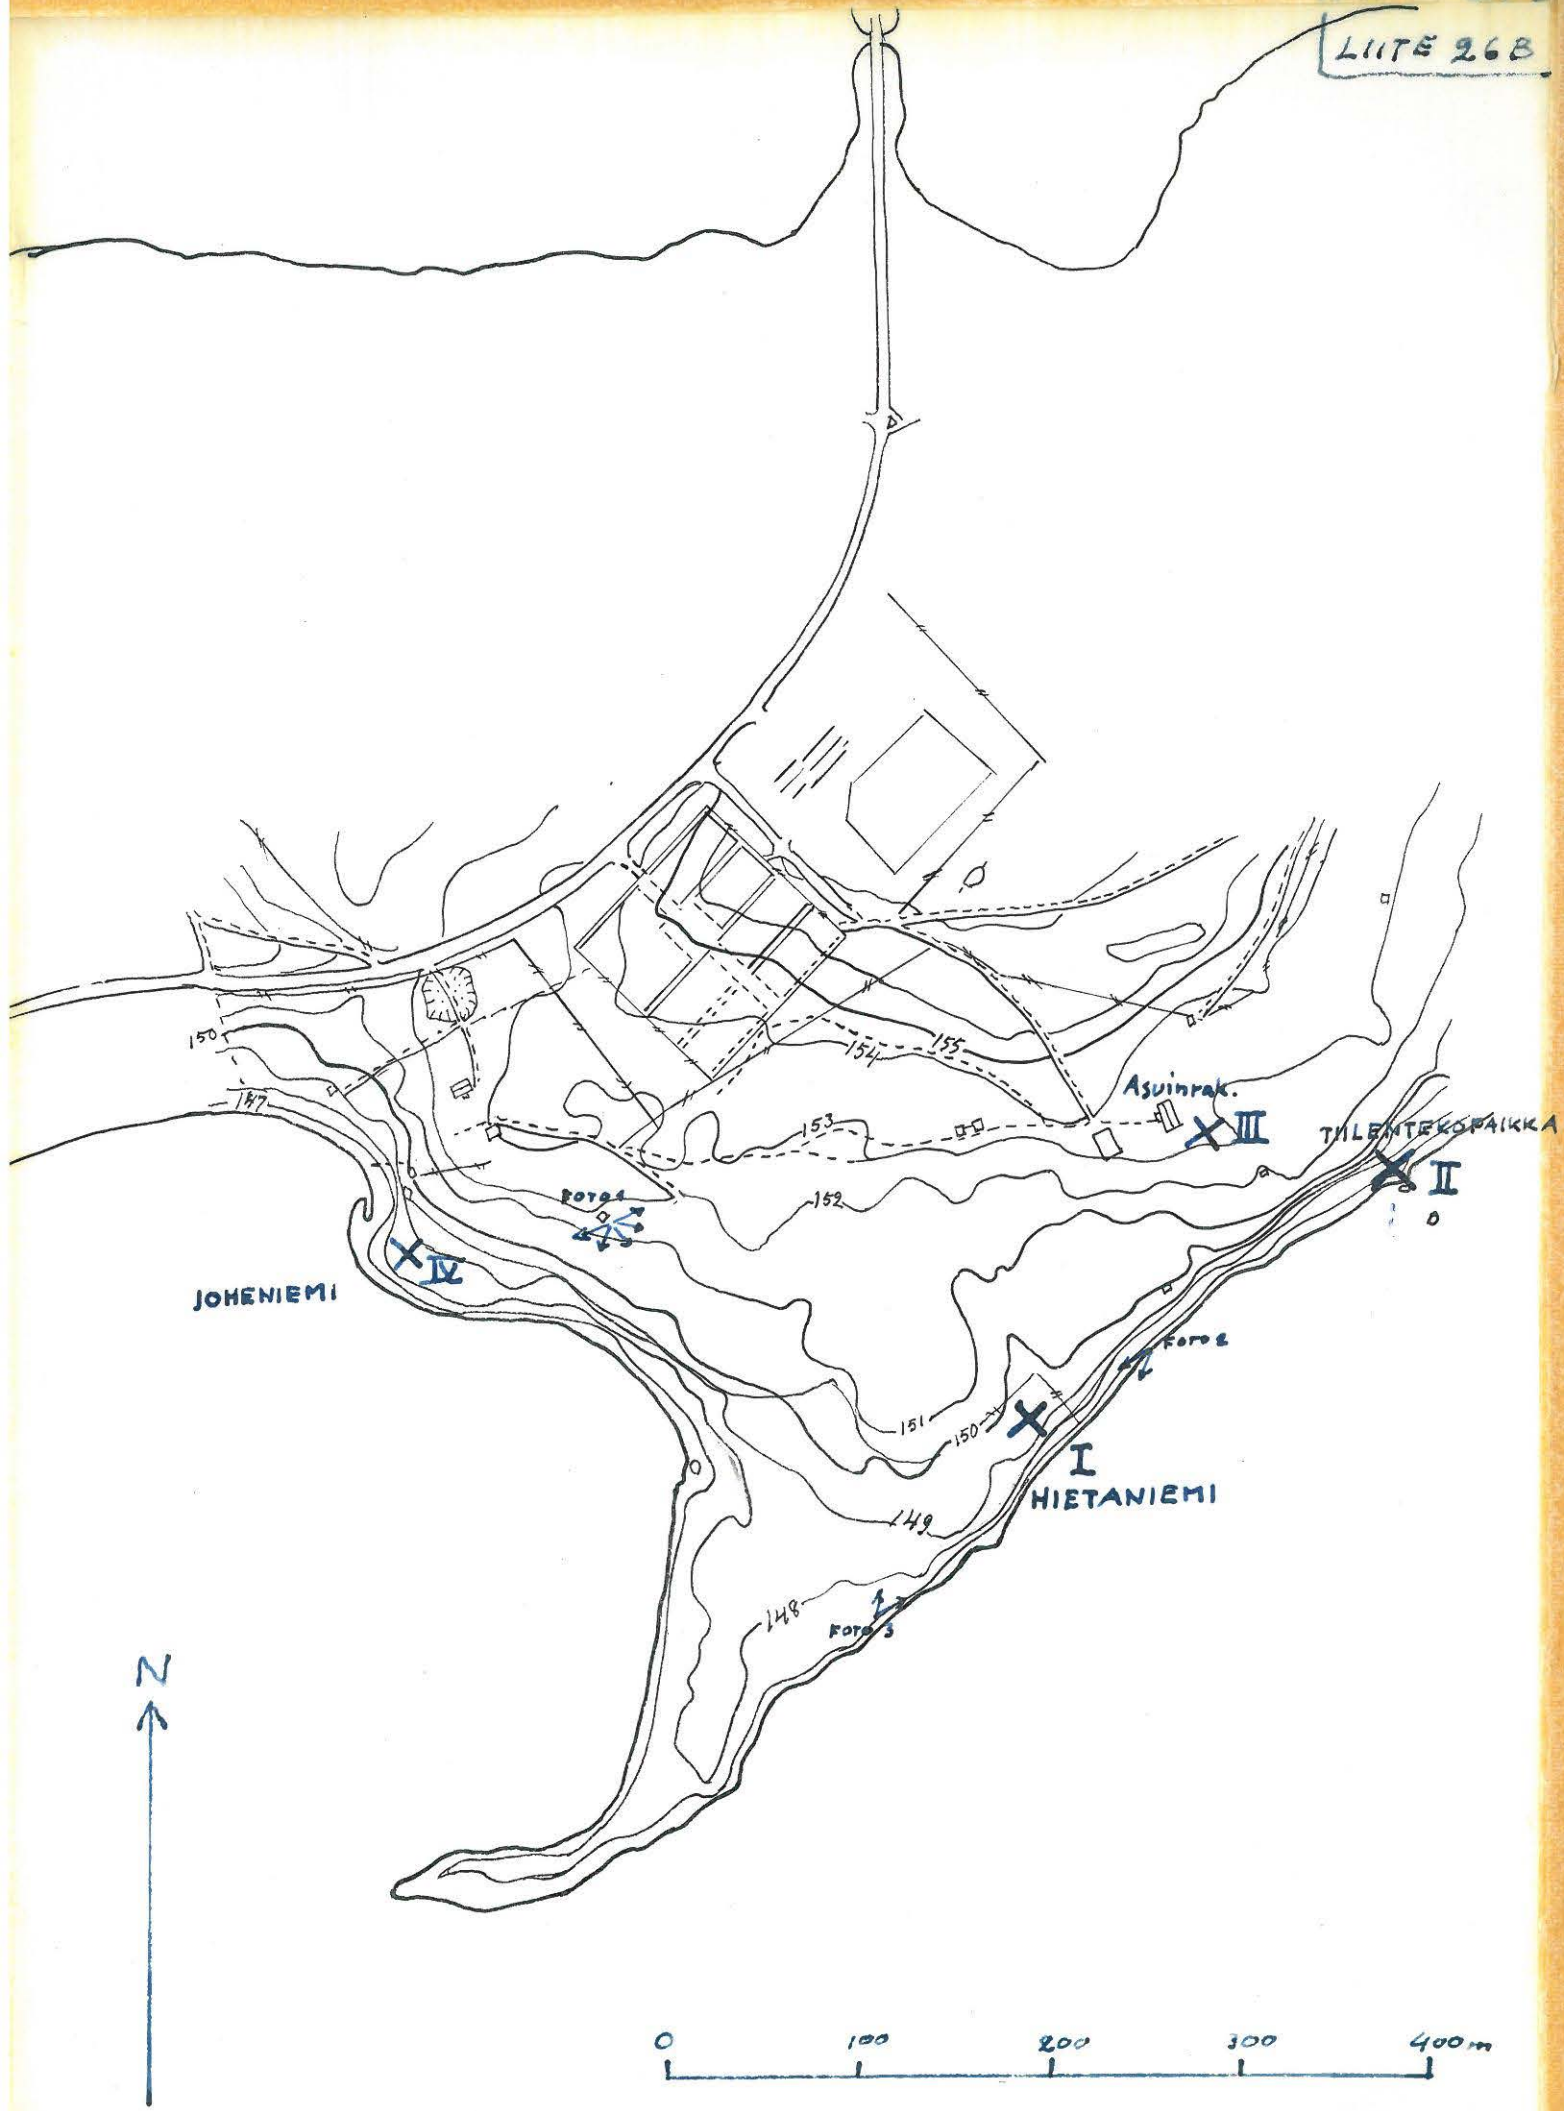 LIITE 26B
150
147
154
155
Asuinrak.
III
153
TIILENTEKOPAIKKA
II
152
FOTO 1
IV
JOHENIEMI
FOTO 2
151
150
I
HIETANIEMI
149
148
FOTO 3
N
0 100 200 300 400m